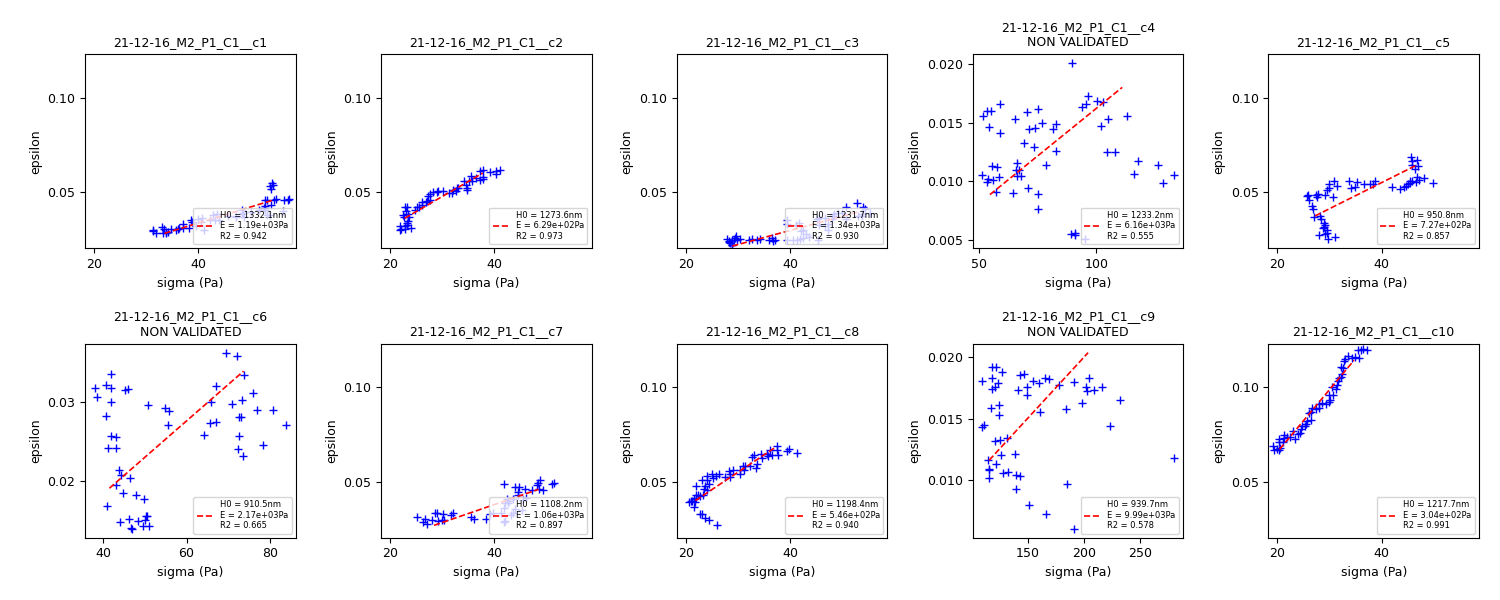 21-12-16_M2_P1_C1__c1
epsilon
0.10
0.05
20
40
sigma (Pa)
H0 = 1332.1nm
E = 1.19e+03Pa
R2 = 0.942
21-12-16_M2_P1_C1__c2
epsilon
0.10
0.05
20
40
sigma (Pa)
H0 = 1273.6nm
E = 6.29e+02Pa
R2 = 0.973
21-12-16_M2_P1_C1__c3
epsilon
0.10
0.05
20
40
sigma (Pa)
H0 = 1231.7nm
E = 1.34e+03Pa
R2 = 0.930
21-12-16_M2_P1_C1__c4
NON VALIDATED
epsilon
0.020
0.015
0.010
0.005
50
100
sigma (Pa)
H0 = 1233.2nm
E = 6.16e+03Pa
R2 = 0.555
21-12-16_M2_P1_C1__c5
epsilon
0.10
0.05
20
40
sigma (Pa)
H0 = 950.8nm
E = 7.27e+02Pa
R2 = 0.857
21-12-16_M2_P1_C1__c6
NON VALIDATED
epsilon
0.03
0.02
40
60
80
sigma (Pa)
H0 = 910.5nm
E = 2.17e+03Pa
R2 = 0.665
21-12-16_M2_P1_C1__c7
epsilon
0.10
0.05
20
40
sigma (Pa)
H0 = 1108.2nm
E = 1.06e+03Pa
R2 = 0.897
21-12-16_M2_P1_C1__c8
epsilon
0.10
0.05
20
40
sigma (Pa)
H0 = 1198.4nm
E = 5.46e+02Pa
R2 = 0.940
21-12-16_M2_P1_C1__c9
NON VALIDATED
epsilon
0.020
0.015
0.010
150
200
250
sigma (Pa)
H0 = 939.7nm
E = 9.99e+03Pa
R2 = 0.578
21-12-16_M2_P1_C1__c10
epsilon
0.10
0.05
20
40
sigma (Pa)
H0 = 1217.7nm
E = 3.04e+02Pa
R2 = 0.991